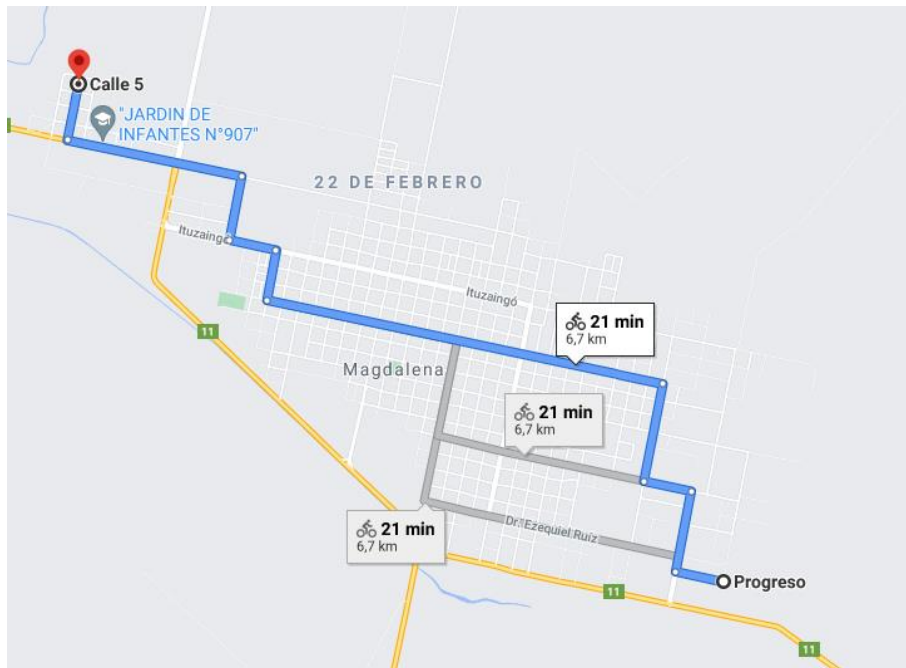 Calle 5
"JARDIN DE
INFANTES N°907"
22 DE FEBRERO
Ituzaingó
Ituzaingó
21 min
6,7 km
11
Magdalena
21 min
6,7 km
21 min
6,7 km
Dr. Ezequiel Ruíz
Progreso
11
11